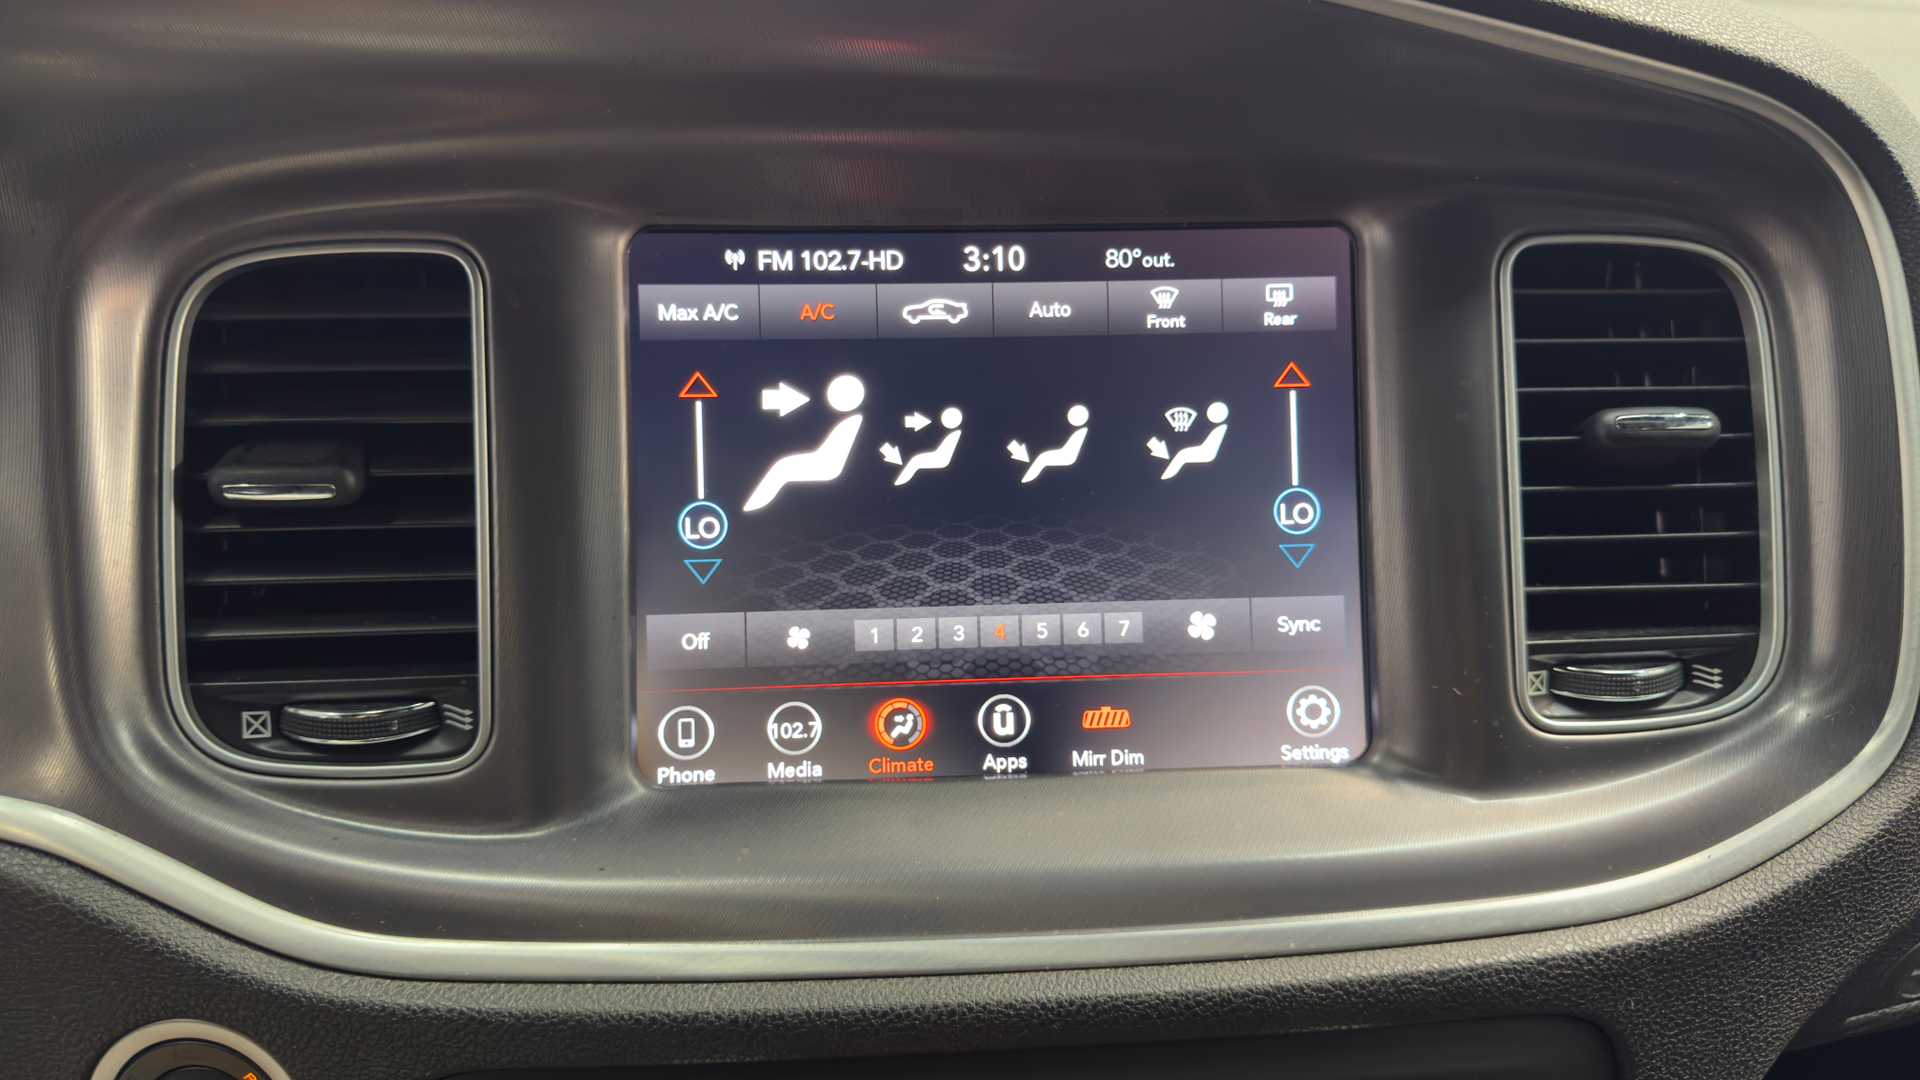 FM 102.7-HD 3:10 80°out.
Max A/C A/C Auto Front Rear
LO LO
Off 1 2 3 4 5 6 7 Sync
102.7
Phone Media Climate Apps Mirr Dim Settings